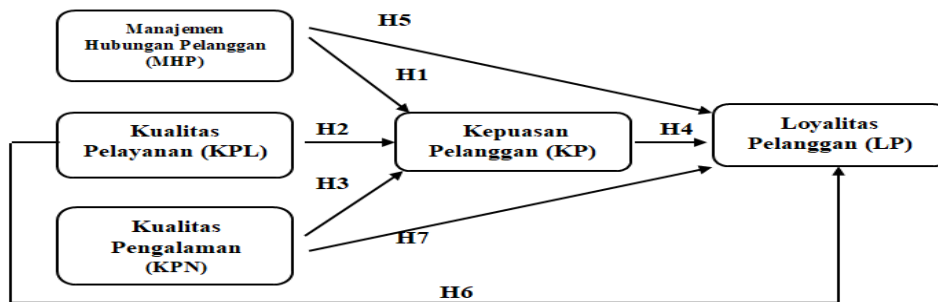 H5
Manajemen
Hubungan Pelanggan
(MHP)
H1
Kualitas
Pelayanan (KPL)
H2
Kepuasan
Pelanggan (KP)
H4
Loyalitas
Pelanggan (LP)
H3
Kualitas
Pengalaman
(KPN)
H7
H6